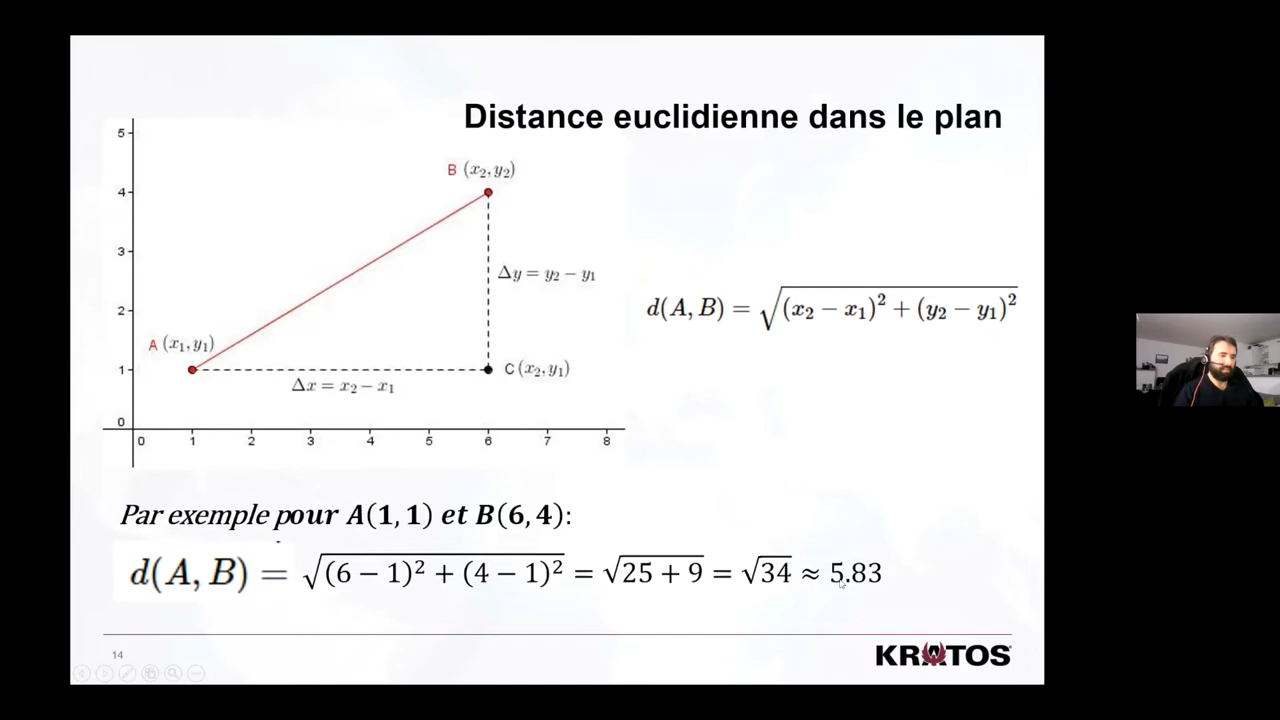 Distance euclidienne dans le plan
5
B (x₂, y₂)
4
3
Δy = y₂ − y₁
2
d(A, B) = √((x₂ − x₁)² + (y₂ − y₁)²)
A (x₁, y₁)
1
C (x₂, y₁)
Δx = x₂ − x₁
0
0 1 2 3 4 5 6 7 8
Par exemple pour A(1, 1) et B(6, 4):
d(A, B) = √((6 − 1)² + (4 − 1)²) = √(25 + 9) = √34 ≈ 5.83
14
KRATOS